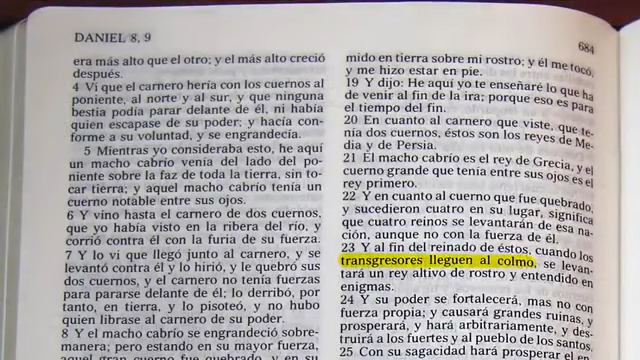 DANIEL 8, 9
684
era más alto que el otro; y el más alto creció
después.
4 Vi que el carnero hería con los cuernos al
poniente, al norte y al sur, y que ninguna
bestia podía parar delante de él, ni había
quien escapase de su poder; y hacía con-
forme a su voluntad, y se engrandecía.
5 Mientras yo consideraba esto, he aquí
un macho cabrío venía del lado del po-
niente sobre la faz de toda la tierra, sin to-
car tierra; y aquel macho cabrío tenía un
cuerno notable entre sus ojos.
6 Y vino hasta el carnero de dos cuernos,
que yo había visto en la ribera del río, y
corrió contra él con la furia de su fuerza.
7 Y lo vi que llegó junto al carnero, y se
levantó contra él y lo hirió, y le quebró sus
dos cuernos, y el carnero no tenía fuerzas
para pararse delante de él; lo derribó, por
tanto, en tierra, y lo pisoteó, y no hubo
quien librase al carnero de su poder.
8 Y el macho cabrío se engrandeció sobre-
manera; pero estando en su mayor fuerza,
aquel gran cuerno fue quebrado, y en su
mido en tierra sobre mi rostro; y él me tocó,
y me hizo estar en pie.
19 Y dijo: He aquí yo te enseñaré lo que ha
de venir al fin de la ira; porque eso es para
el tiempo del fin.
20 En cuanto al carnero que viste, que te-
nía dos cuernos, éstos son los reyes de Me-
dia y de Persia.
21 El macho cabrío es el rey de Grecia, y el
cuerno grande que tenía entre sus ojos es el
rey primero.
22 Y en cuanto al cuerno que fue quebrado,
y sucedieron cuatro en su lugar, significa
que cuatro reinos se levantarán de esa na-
ción, aunque no con la fuerza de él.
23 Y al fin del reinado de éstos, cuando los
transgresores lleguen al colmo, se levan-
tará un rey altivo de rostro y entendido en
enigmas.
24 Y su poder se fortalecerá, mas no con
fuerza propia; y causará grandes ruinas, y
prosperará, y hará arbitrariamente, y des-
truirá a los fuertes y al pueblo de los santos.
25 Con su sagacidad hará prosperar el en-